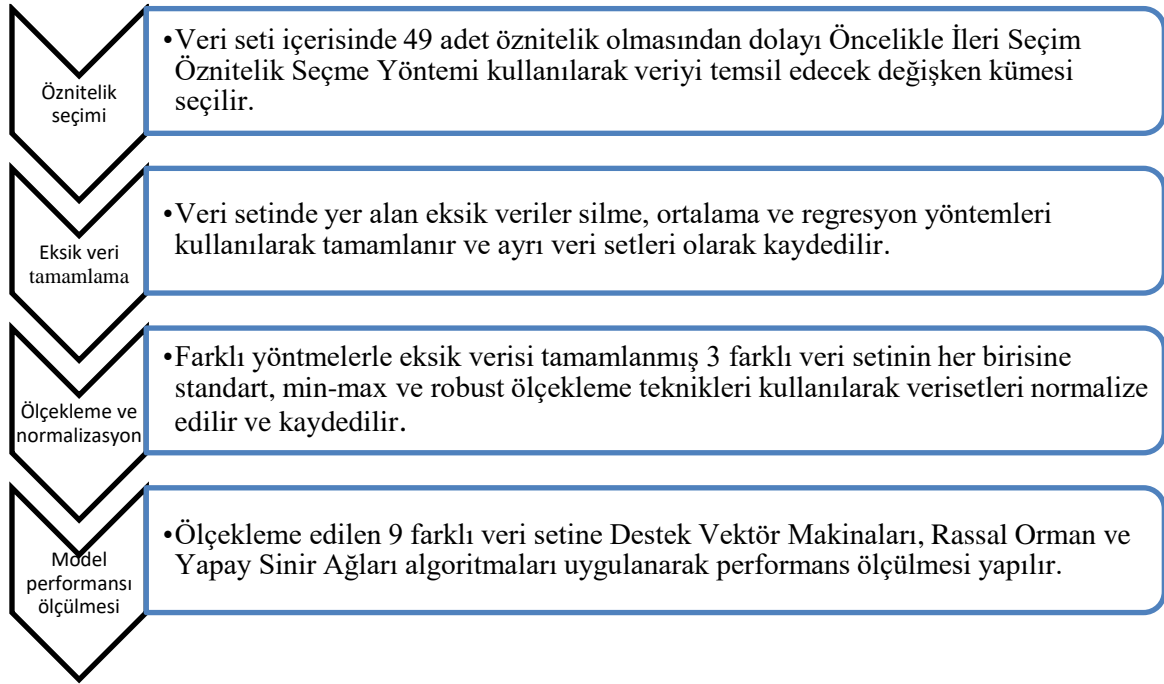 Öznitelik
seçimi
•Veri seti içerisinde 49 adet öznitelik olmasından dolayı Öncelikle İleri Seçim
Öznitelik Seçme Yöntemi kullanılarak veriyi temsil edecek değişken kümesi
seçilir.
Eksik veri
tamamlama
•Veri setinde yer alan eksik veriler silme, ortalama ve regresyon yöntemleri
kullanılarak tamamlanır ve ayrı veri setleri olarak kaydedilir.
Ölçekleme ve
normalizasyon
•Farklı yöntmelerle eksik verisi tamamlanmış 3 farklı veri setinin her birisine
standart, min-max ve robust ölçekleme teknikleri kullanılarak verisetleri normalize
edilir ve kaydedilir.
Model
performansı
ölçülmesi
•Ölçekleme edilen 9 farklı veri setine Destek Vektör Makinaları, Rassal Orman ve
Yapay Sinir Ağları algoritmaları uygulanarak performans ölçülmesi yapılır.